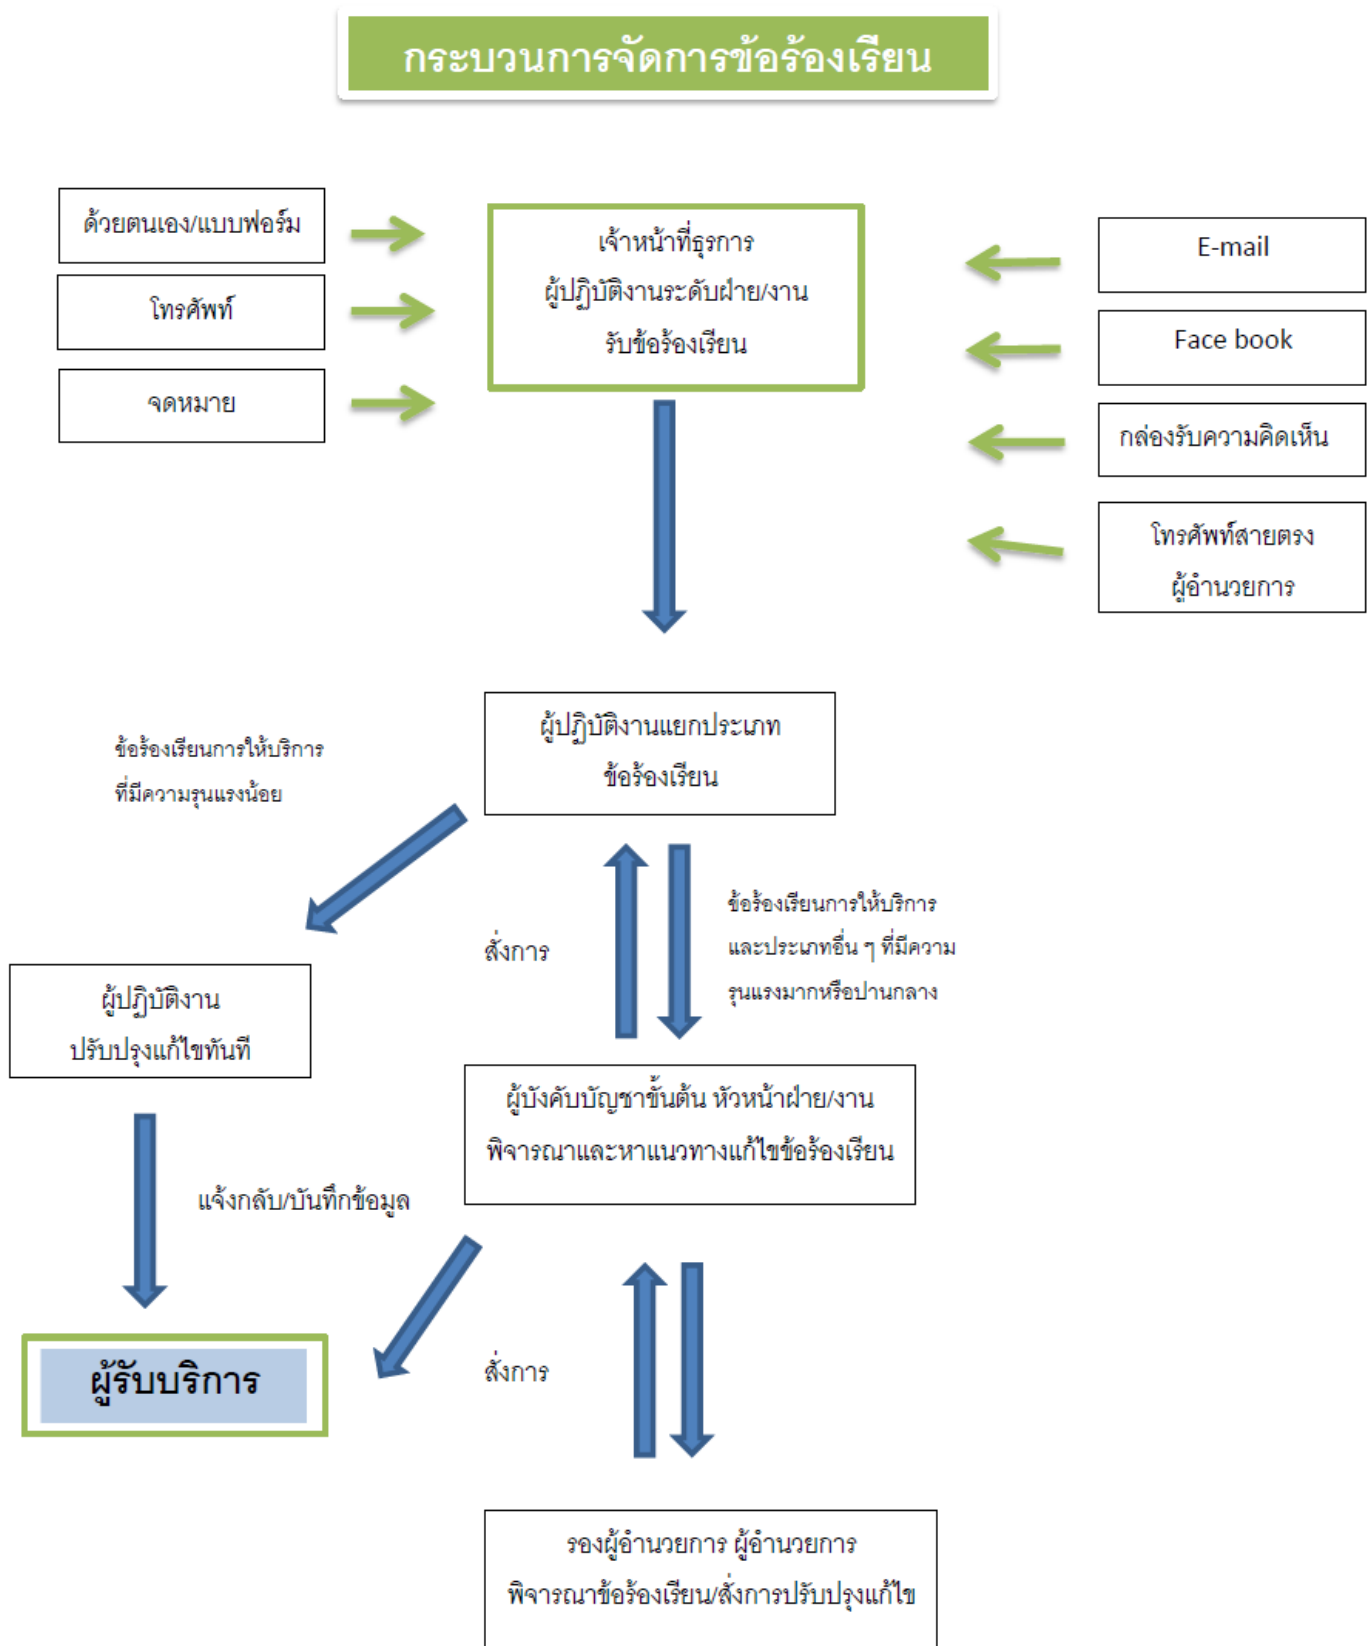 กระบวนการจัดการข้อร้องเรียน
ด้วยตนเอง/แบบฟอร์ม
โทรศัพท์
จดหมาย
เจ้าหน้าที่ธุรการ
ผู้ปฏิบัติงานระดับฝ่าย/งาน
รับข้อร้องเรียน
E-mail
Face book
กล่องรับความคิดเห็น
โทรศัพท์สายตรง
ผู้อำนวยการ
ผู้ปฏิบัติงานแยกประเภท
ข้อร้องเรียน
ข้อร้องเรียนการให้บริการ
ที่มีความรุนแรงน้อย
สั่งการ
ข้อร้องเรียนการให้บริการ
และประเภทอื่น ๆ ที่มีความ
รุนแรงมากหรือปานกลาง
ผู้ปฏิบัติงาน
ปรับปรุงแก้ไขทันที
ผู้บังคับบัญชาขั้นต้น หัวหน้าฝ่าย/งาน
พิจารณาและหาแนวทางแก้ไขข้อร้องเรียน
แจ้งกลับ/บันทึกข้อมูล
ผู้รับบริการ
สั่งการ
รองผู้อำนวยการ ผู้อำนวยการ
พิจารณาข้อร้องเรียน/สั่งการปรับปรุงแก้ไข